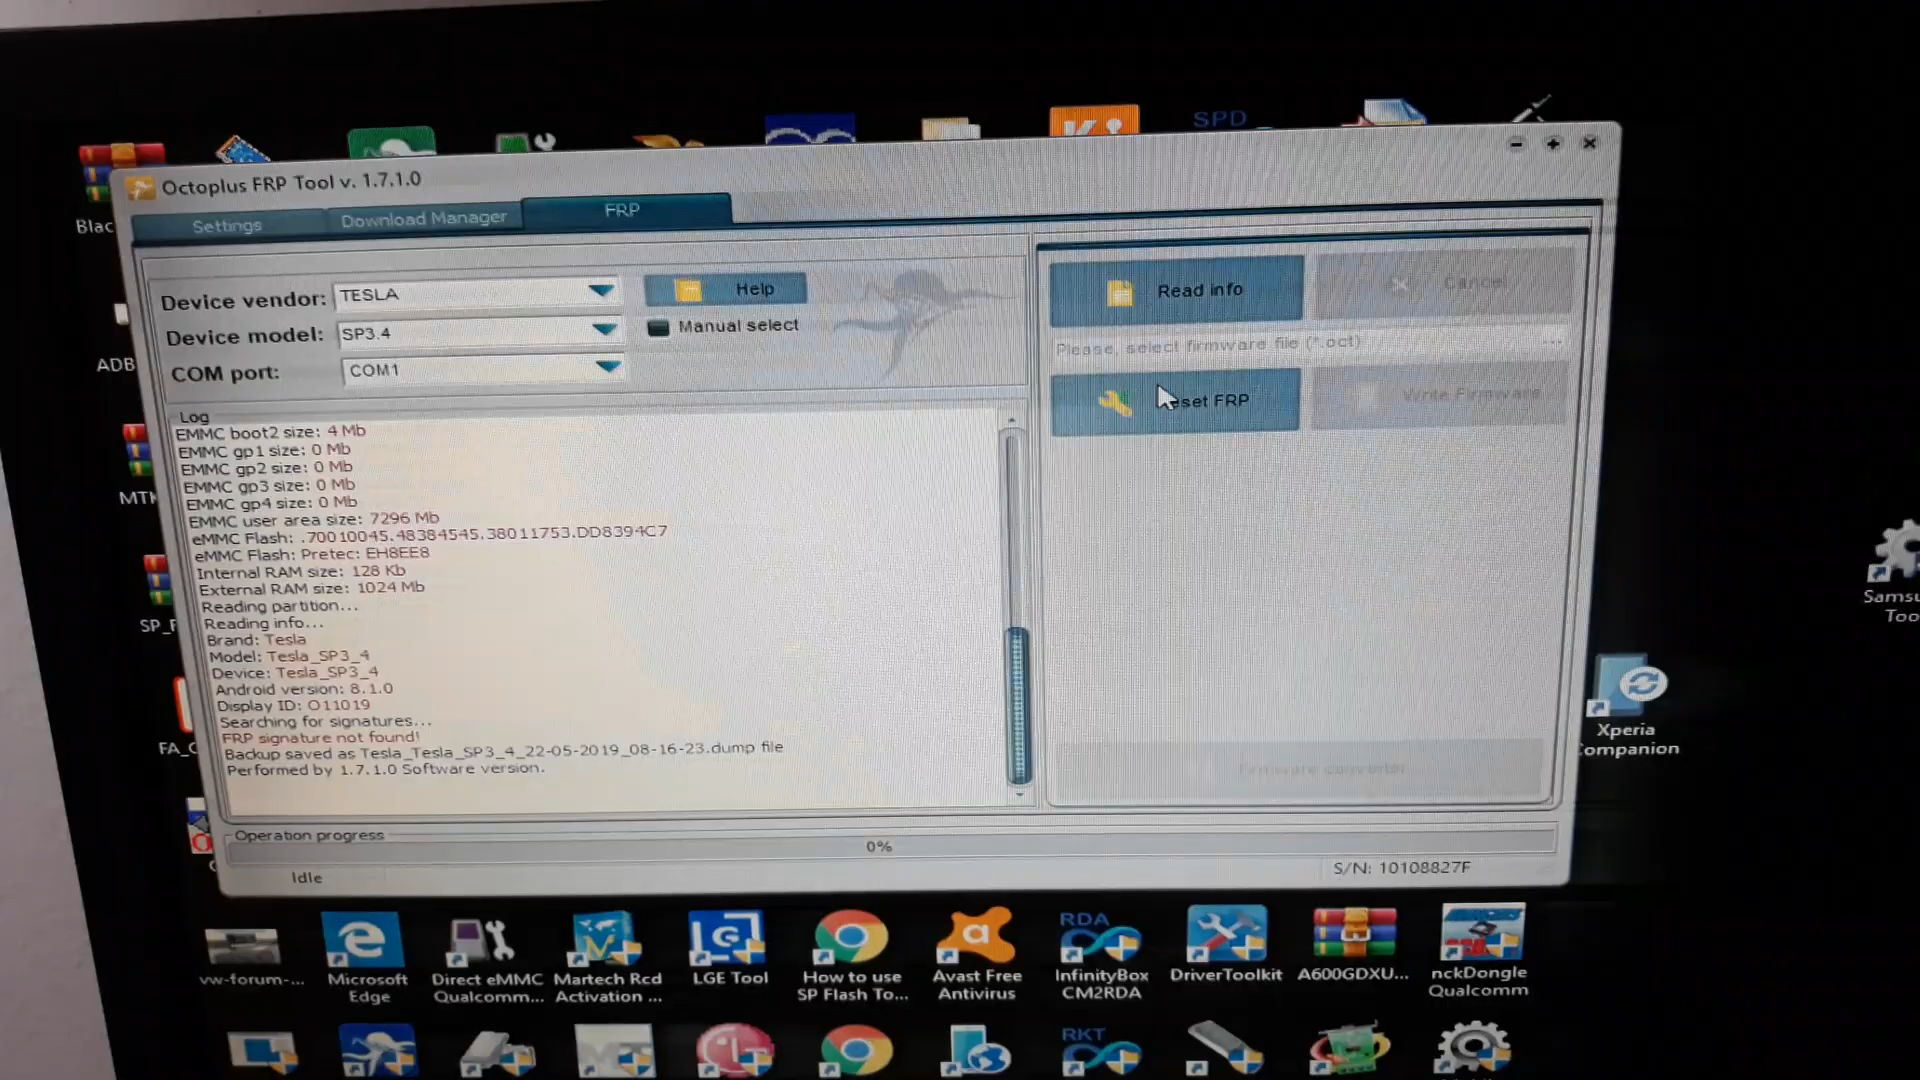 SPD
Octoplus FRP Tool v. 1.7.1.0
Settings
Download Manager
FRP
Blac
Device vendor:
TESLA
Help
Read info
Cancel
Device model:
SP3.4
Manual select
Please, select firmware file (*.oct)
...
ADB
COM port:
COM1
set FRP
Write Firmware
Log
EMMC boot2 size: 4 Mb
EMMC gp1 size: 0 Mb
EMMC gp2 size: 0 Mb
EMMC gp3 size: 0 Mb
EMMC gp4 size: 0 Mb
EMMC user area size: 7296 Mb
eMMC Flash: .70010045.48384545.38011753.DD8394C7
eMMC Flash: Pretec: EH8EE8
Internal RAM size: 128 Kb
External RAM size: 1024 Mb
Reading partition...
Reading info...
Brand: Tesla
Model: Tesla_SP3_4
Device: Tesla_SP3_4
Android version: 8.1.0
Display ID: O11019
Searching for signatures...
FRP signature not found!
Backup saved as Tesla_Tesla_SP3_4_22-05-2019_08-16-23.dump file
Performed by 1.7.1.0 Software version.
MTK
SP_F
FA_C
Samsu
Too
Xperia
Companion
Firmware converter
Operation progress
0%
Idle
S/N: 10108827F
vw-forum-...
Microsoft
Edge
Direct eMMC
Qualcomm...
Martech Rcd
Activation ...
LGE Tool
How to use
SP Flash To...
Avast Free
Antivirus
RDA
InfinityBox
CM2RDA
DriverToolkit
A600GDXU...
nckDongle
Qualcomm
RKT